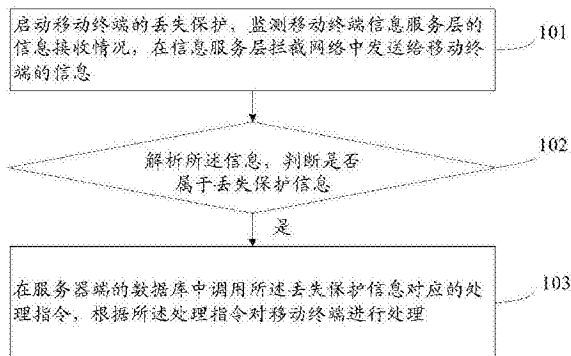 启动移动终端的丢失保护，监测移动终端信息服务层的
信息接收情况，在信息服务层拦截网络中发送给移动终
端的信息
101
解析所述信息，判断是否
属于丢失保护信息
102
是
在服务器端的数据库中调用所述丢失保护信息对应的处
理指令，根据所述处理指令对移动终端进行处理
103